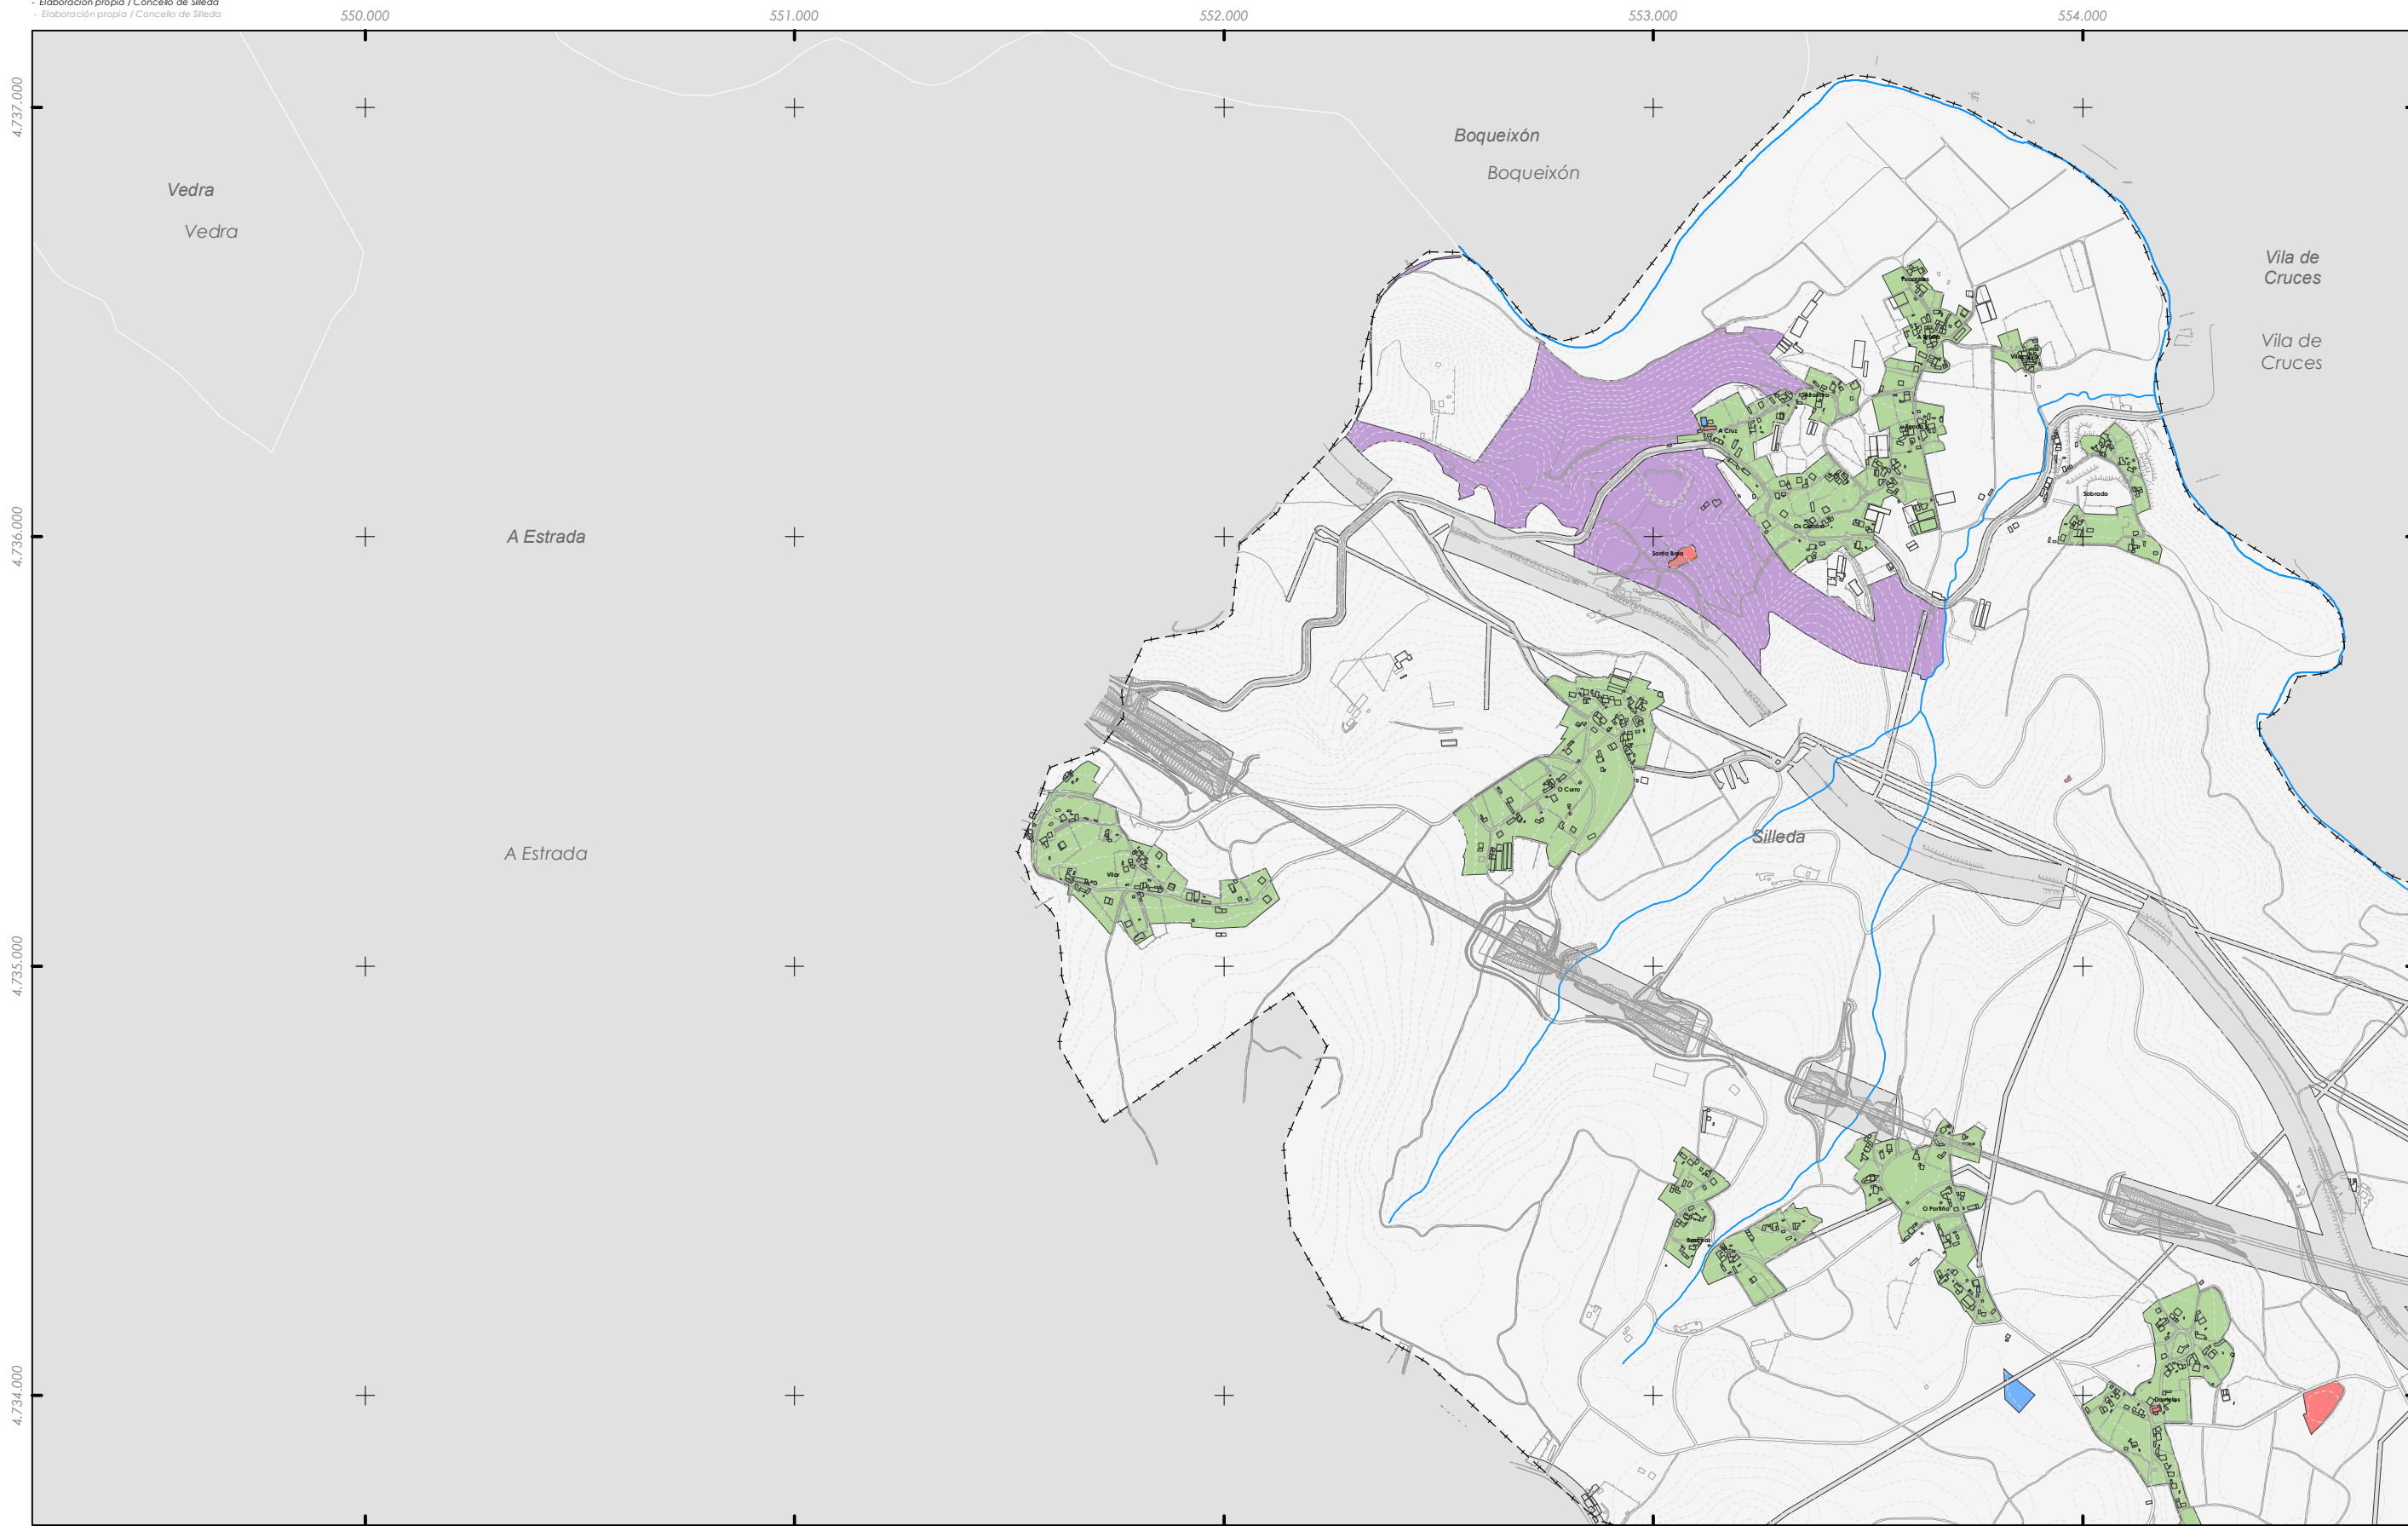 - Elaboración propia / Concello de Silleda
- Elaboración propia / Concello de Silleda
550.000
551.000
552.000
553.000
554.000
4.737.000
Boqueixón
Boqueixón
Vedra
Vedra
Vila de
Cruces
Vila de
Cruces
A Cruz
Sobrado
4.736.000
A Estrada
O Curro
Silleda
A Estrada
Vilar
4.735.000
O Porriño
4.734.000